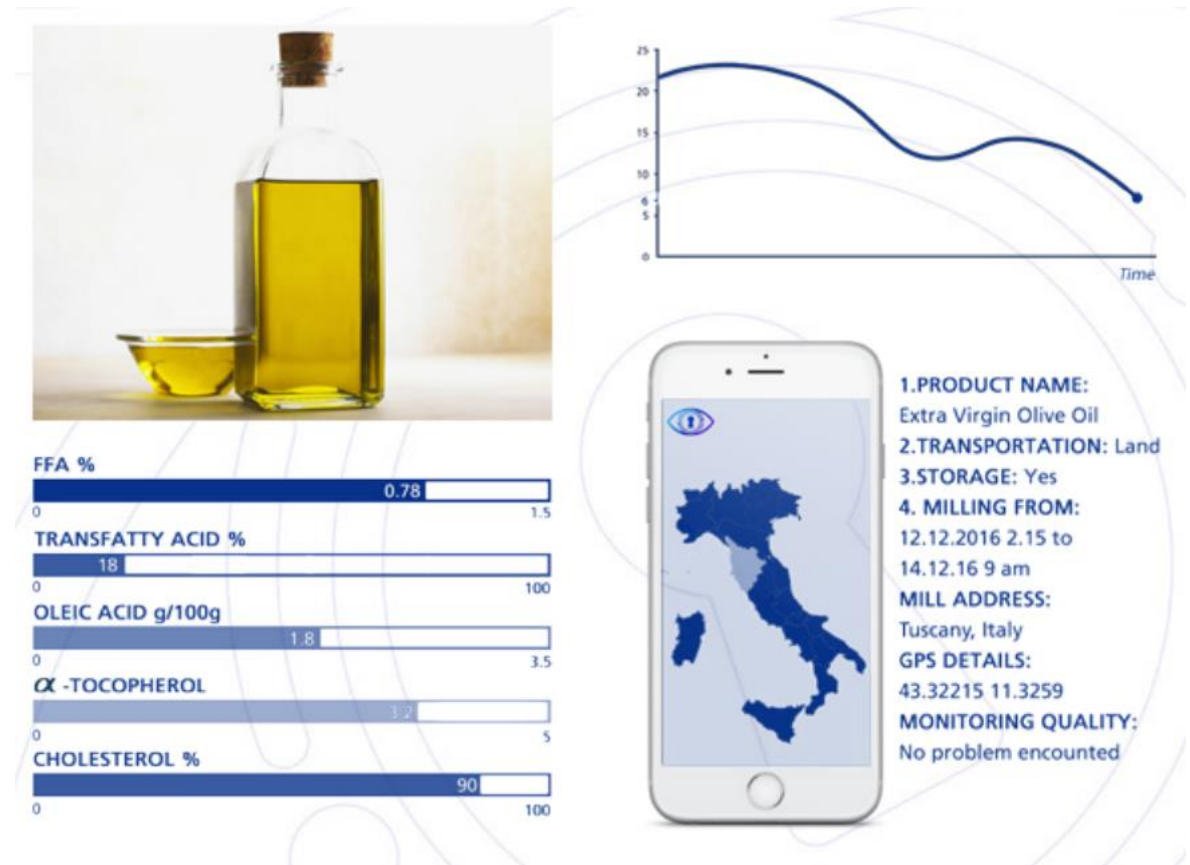 FFA %
0.78
0 1.5
TRANSFATTY ACID %
18
0 100
OLEIC ACID g/100g
1.8
0 3.5
α -TOCOPHEROL
3.2
0 5
CHOLESTEROL %
90
0 100
25
20
15
10
6
5
0
Time
1.PRODUCT NAME:
Extra Virgin Olive Oil
2.TRANSPORTATION: Land
3.STORAGE: Yes
4. MILLING FROM:
12.12.2016 2.15 to
14.12.16 9 am
MILL ADDRESS:
Tuscany, Italy
GPS DETAILS:
43.32215 11.3259
MONITORING QUALITY:
No problem encounted